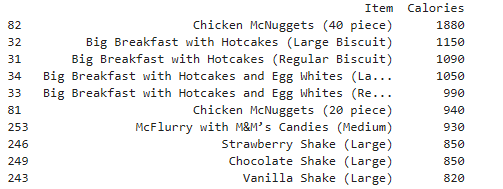 Item Calories
82 Chicken McNuggets (40 piece) 1880
32 Big Breakfast with Hotcakes (Large Biscuit) 1150
31 Big Breakfast with Hotcakes (Regular Biscuit) 1090
34 Big Breakfast with Hotcakes and Egg Whites (La... 1050
33 Big Breakfast with Hotcakes and Egg Whites (Re... 990
81 Chicken McNuggets (20 piece) 940
253 McFlurry with M&M’s Candies (Medium) 930
246 Strawberry Shake (Large) 850
249 Chocolate Shake (Large) 850
243 Vanilla Shake (Large) 820